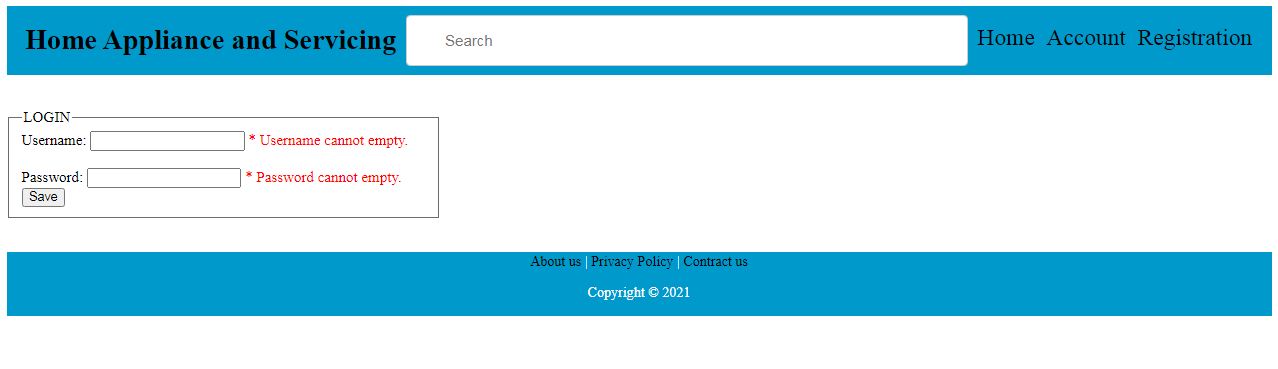 Home Appliance and Servicing Search Home Account Registration
LOGIN
Username: * Username cannot empty.
Password: * Password cannot empty.
Save
About us | Privacy Policy | Contract us
Copyright © 2021